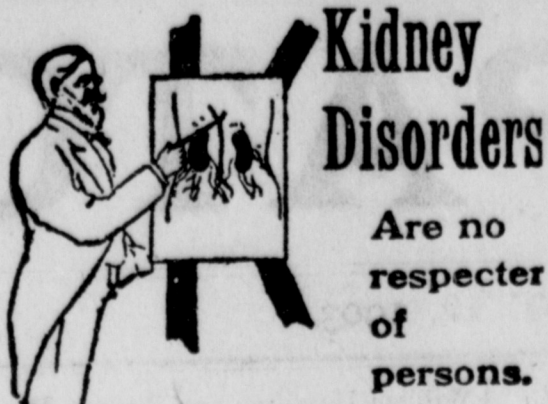 Kidney
Disorders
Are no
respecter
of
persons.